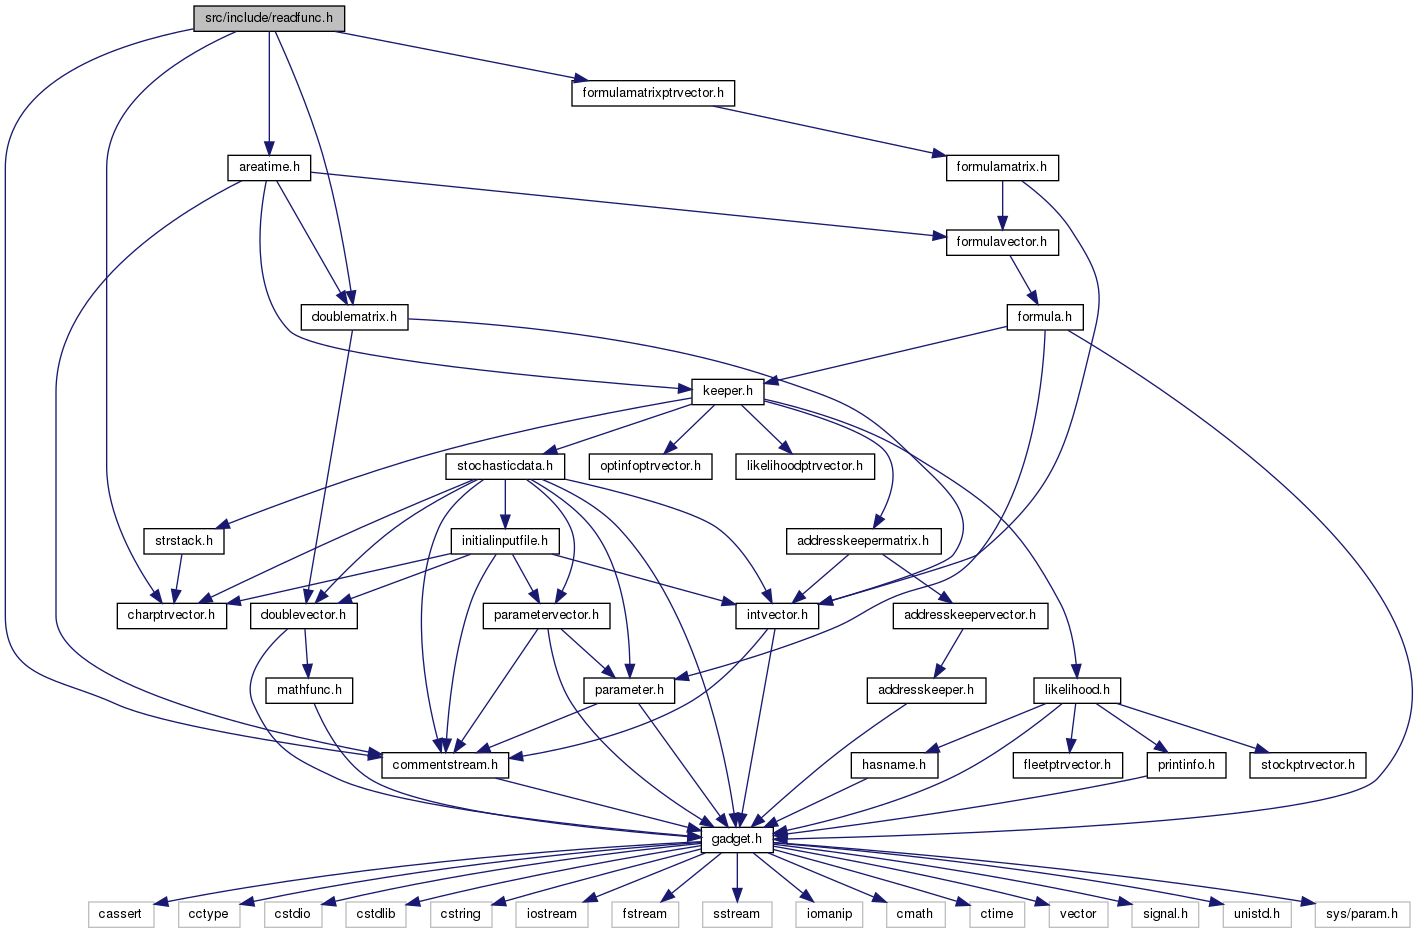 src/include/readfunc.h
formulamatrixptrvector.h
areatime.h
formulamatrix.h
formulavector.h
doublematrix.h
formula.h
keeper.h
stochasticdata.h
optinfoptrvector.h
likelihoodptrvector.h
strstack.h
initialinputfile.h
addresskeepermatrix.h
charptrvector.h
doublevector.h
parametervector.h
intvector.h
addresskeepervector.h
mathfunc.h
parameter.h
addresskeeper.h
likelihood.h
commentstream.h
hasname.h
fleetptrvector.h
printinfo.h
stockptrvector.h
gadget.h
cassert
cctype
cstdio
cstdlib
cstring
iostream
fstream
sstream
iomanip
cmath
ctime
vector
signal.h
unistd.h
sys/param.h